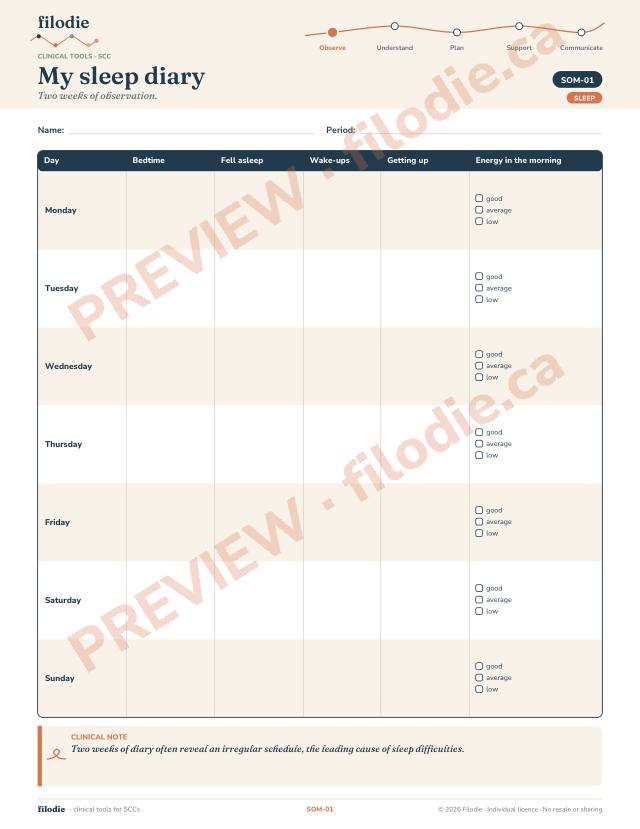 filodie
Observe Understand Plan Support Communicate
CLINICAL TOOLS · SCC
My sleep diary
Two weeks of observation.
SOM-01
SLEEP
Name: Period:
Day Bedtime Fell asleep Wake-ups Getting up Energy in the morning
Monday
good
average
low
Tuesday
good
average
low
Wednesday
good
average
low
Thursday
good
average
low
Friday
good
average
low
Saturday
good
average
low
Sunday
good
average
low
PREVIEW · filodie.ca
PREVIEW · filodie.ca
CLINICAL NOTE
Two weeks of diary often reveal an irregular schedule, the leading cause of sleep difficulties.
filodie · clinical tools for SCCs SOM-01 © 2026 Filodie · Individual licence · No resale or sharing